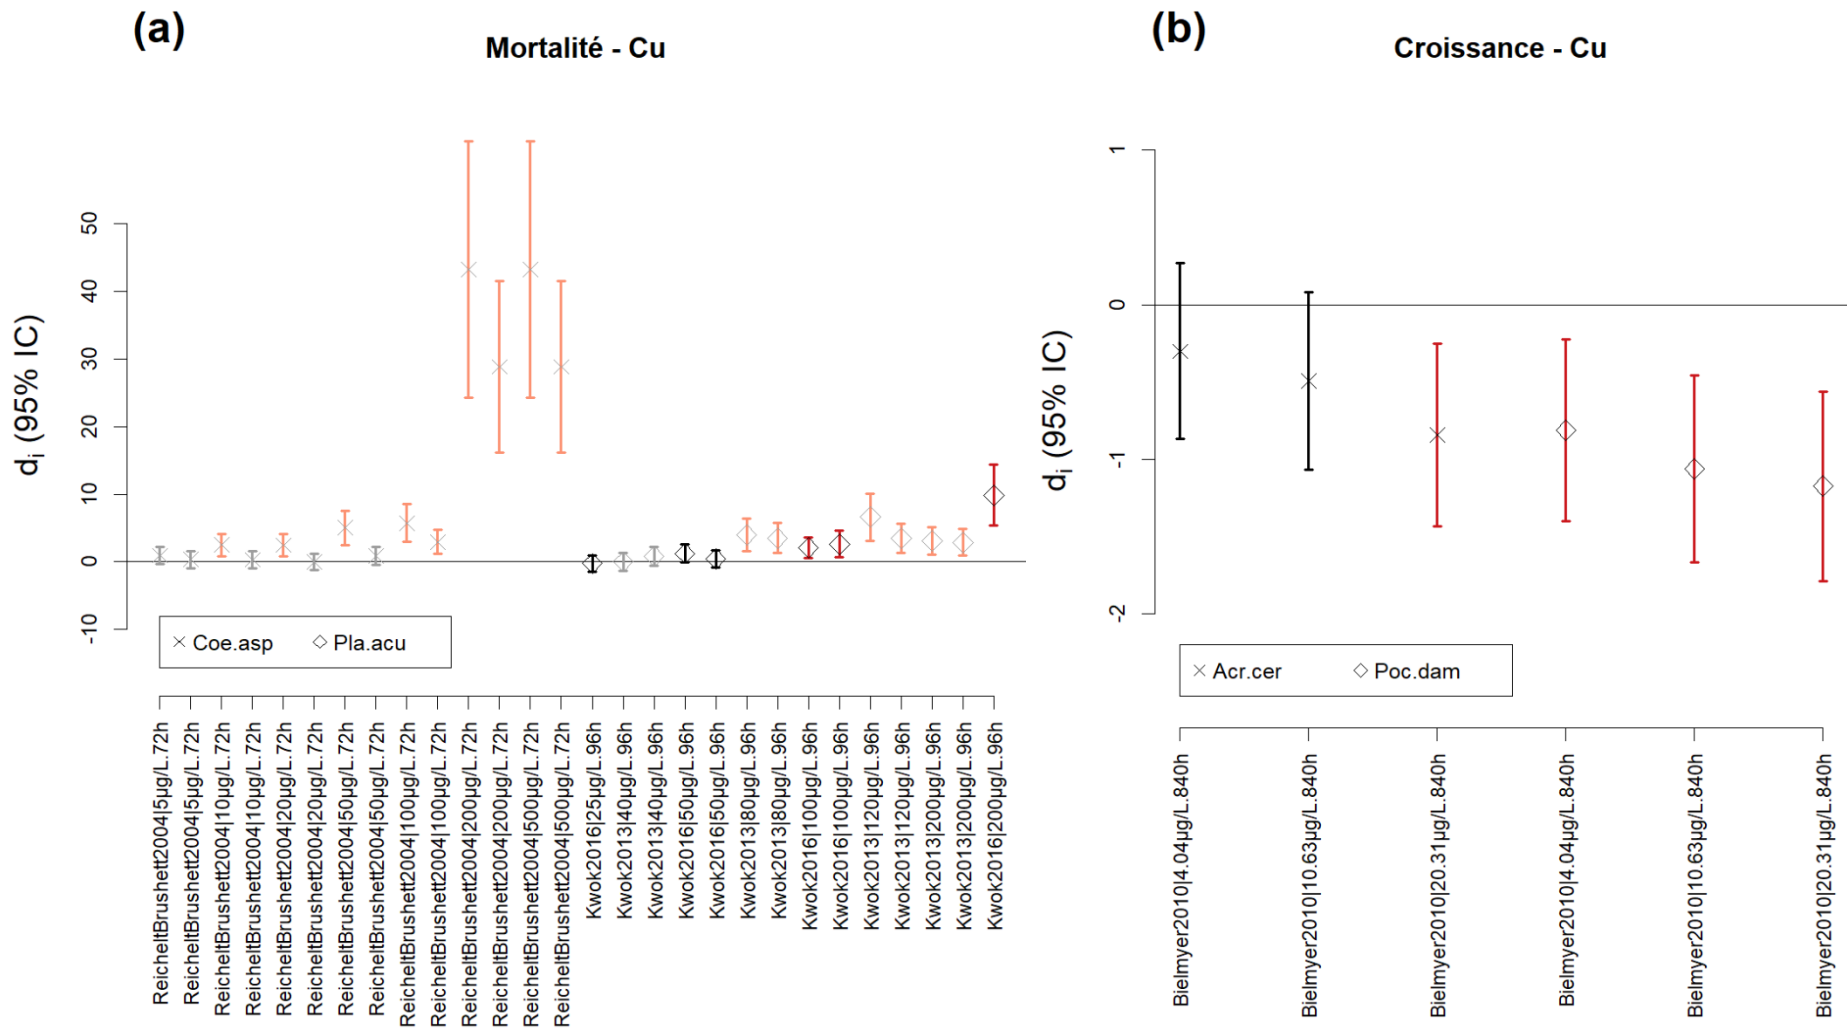 (a)
Mortalité - Cu
50
40
30
20
10
0
-10
di (95% IC)
Coe.asp
Pla.acu
ReicheltBrushett2004|5µg/L.72h
ReicheltBrushett2004|5µg/L.72h
ReicheltBrushett2004|10µg/L.72h
ReicheltBrushett2004|10µg/L.72h
ReicheltBrushett2004|20µg/L.72h
ReicheltBrushett2004|20µg/L.72h
ReicheltBrushett2004|50µg/L.72h
ReicheltBrushett2004|50µg/L.72h
ReicheltBrushett2004|100µg/L.72h
ReicheltBrushett2004|100µg/L.72h
ReicheltBrushett2004|200µg/L.72h
ReicheltBrushett2004|200µg/L.72h
ReicheltBrushett2004|500µg/L.72h
ReicheltBrushett2004|500µg/L.72h
Kwok2016|25µg/L.96h
Kwok2013|40µg/L.96h
Kwok2013|40µg/L.96h
Kwok2016|50µg/L.96h
Kwok2016|50µg/L.96h
Kwok2013|80µg/L.96h
Kwok2013|80µg/L.96h
Kwok2016|100µg/L.96h
Kwok2016|100µg/L.96h
Kwok2013|120µg/L.96h
Kwok2013|120µg/L.96h
Kwok2013|200µg/L.96h
Kwok2013|200µg/L.96h
Kwok2016|200µg/L.96h
(b)
Croissance - Cu
1
0
-1
-2
di (95% IC)
Acr.cer
Poc.dam
Bielmyer2010|4.04µg/L.840h
Bielmyer2010|10.63µg/L.840h
Bielmyer2010|20.31µg/L.840h
Bielmyer2010|4.04µg/L.840h
Bielmyer2010|10.63µg/L.840h
Bielmyer2010|20.31µg/L.840h